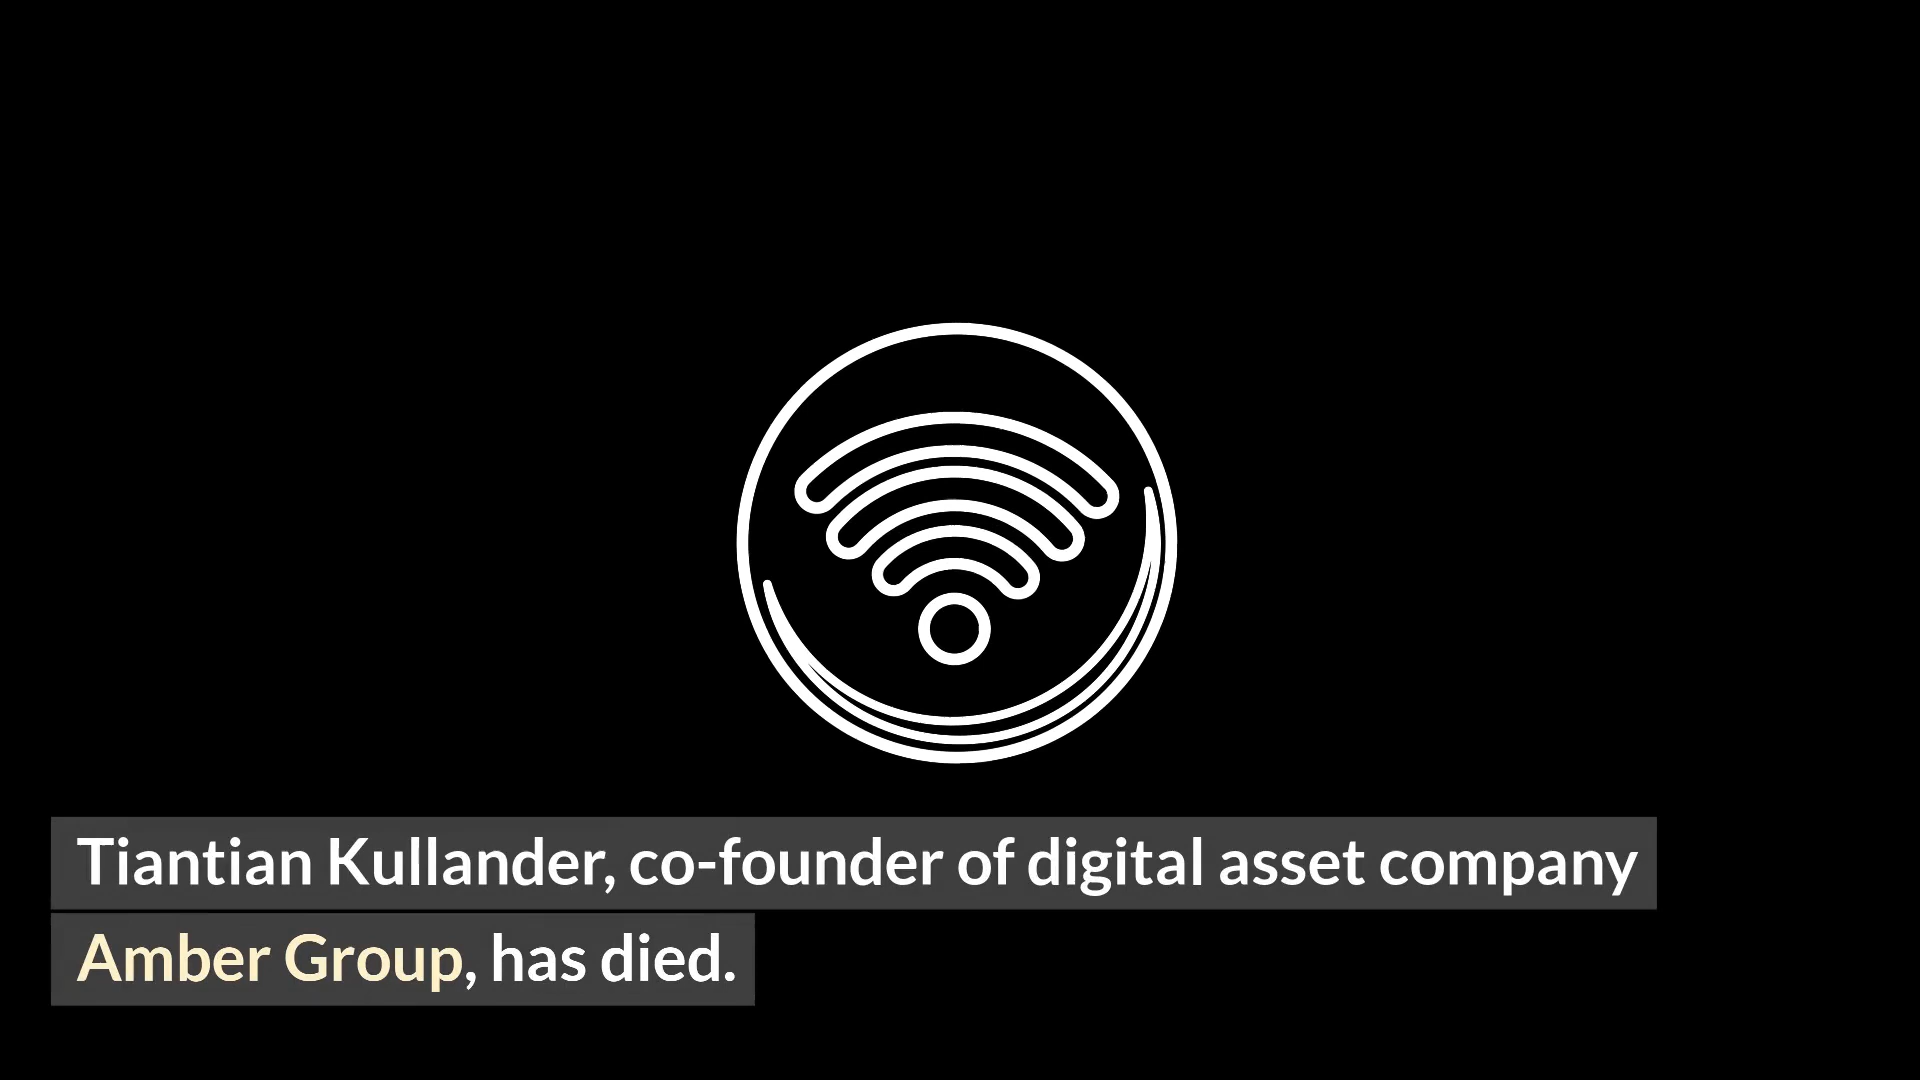 Tiantian Kullander, co-founder of digital asset company
Amber Group, has died.